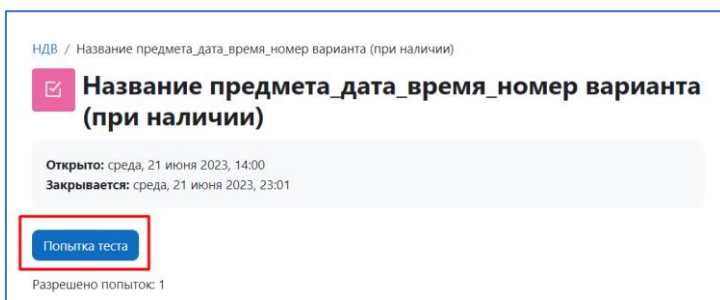 НДВ / Название предмета_дата_время_номер варианта (при наличии)
Название предмета_дата_время_номер варианта
(при наличии)
Открыто: среда, 21 июня 2023, 14:00
Закрывается: среда, 21 июня 2023, 23:01
Попытка теста
Разрешено попыток: 1